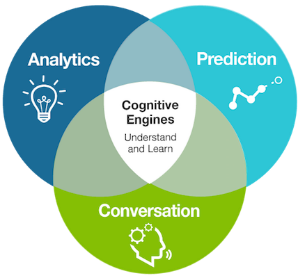 Analytics
Prediction
Cognitive
Engines
Understand
and Learn
Conversation